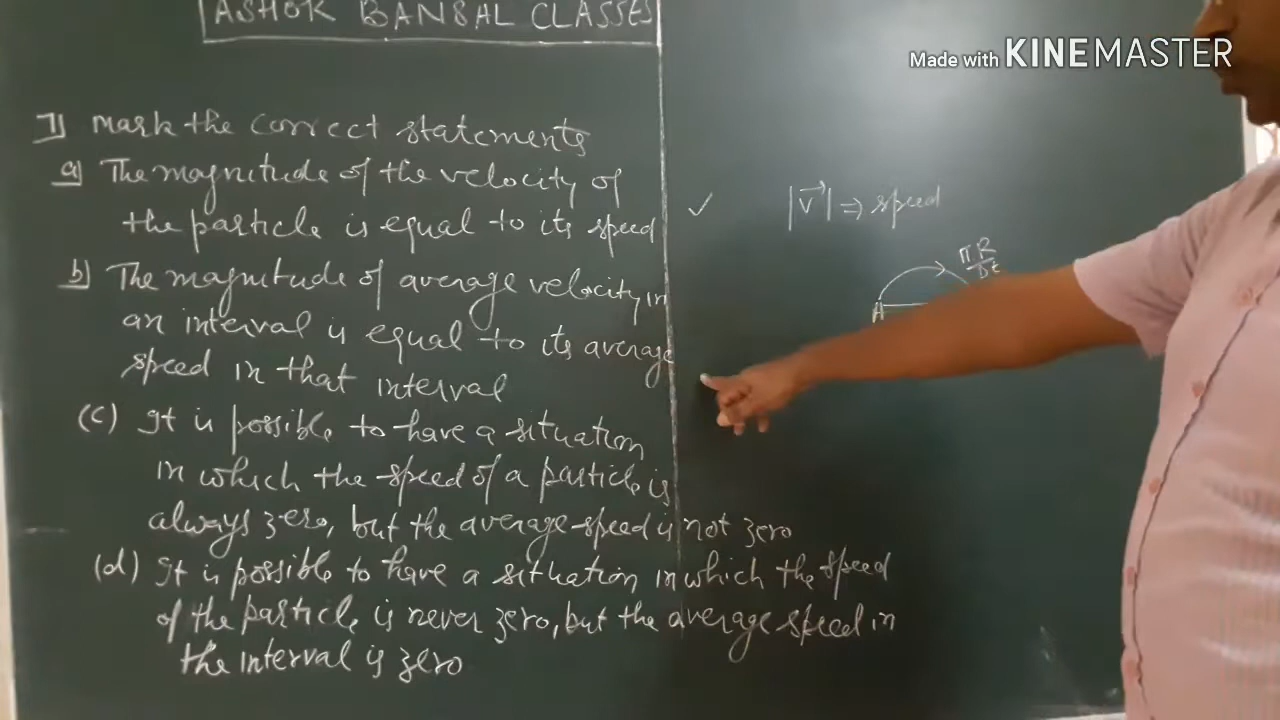 ASHOK BANSAL CLASSES
Made with KINEMASTER
7) Mark the correct statements
a) The magnitude of the velocity of
the particle is equal to its speed ✓
|v⃗| ⇒ speed
b) The magnitude of average velocity in
an interval is equal to its average
speed in that interval
πR/Δt
A
(c) It is possible to have a situation
in which the speed of a particle is
always zero, but the average speed is not zero
(d) It is possible to have a situation in which the speed
of the particle is never zero, but the average speed in
the interval is zero